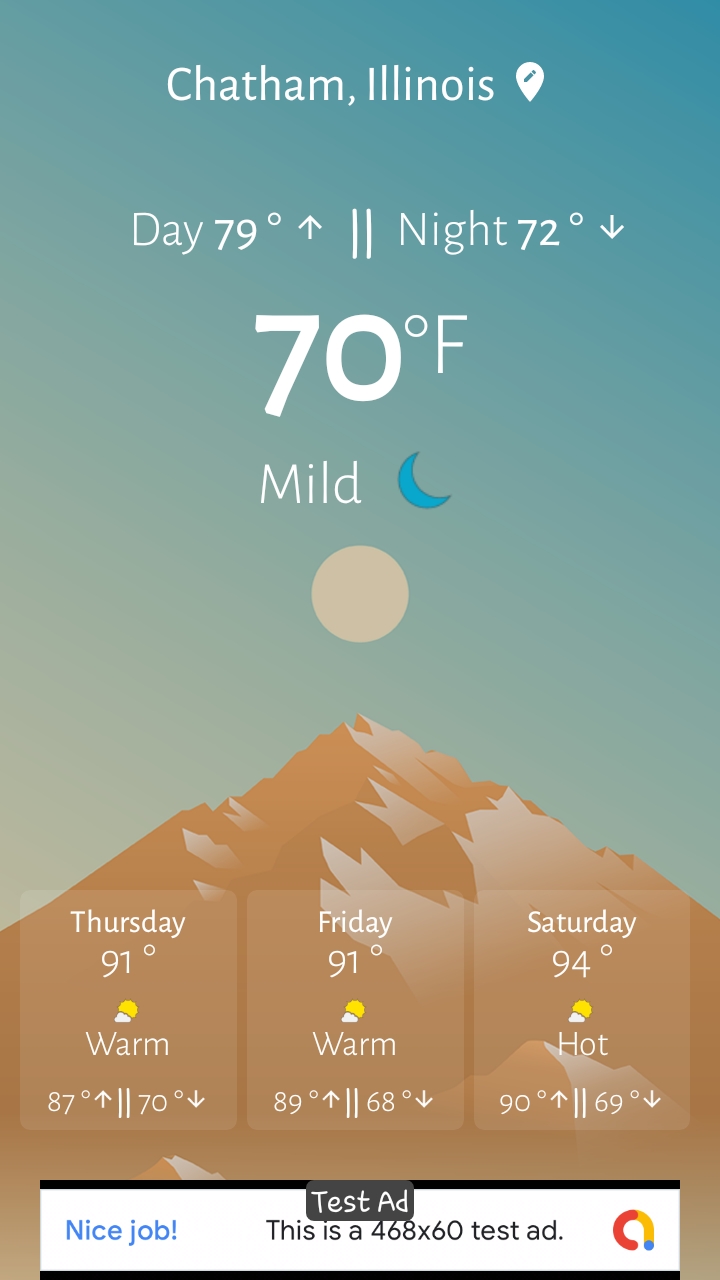 Chatham, Illinois
Day 79 ° ↑ || Night 72 ° ↓
70°F
Mild
Thursday
91 °
Warm
87 °↑|| 70 °↓
Friday
91 °
Warm
89 °↑|| 68 °↓
Saturday
94 °
Hot
90 °↑|| 69 °↓
Test Ad
Nice job! This is a 468x60 test ad.